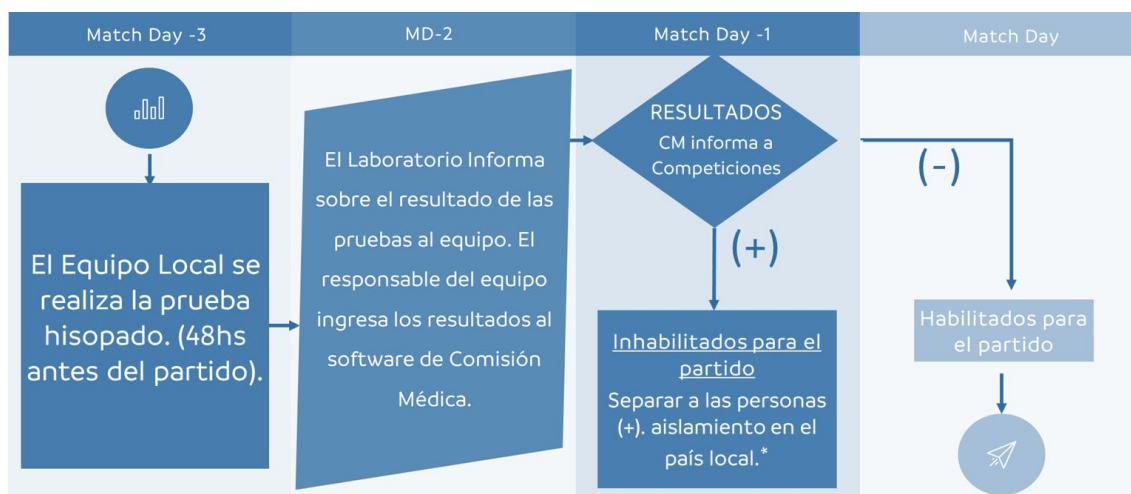 Match Day -3
MD-2
Match Day -1
Match Day
El Equipo Local se
realiza la prueba
hisopado. (48hs
antes del partido).
El Laboratorio Informa
sobre el resultado de las
pruebas al equipo. El
responsable del equipo
ingresa los resultados al
software de Comisión
Médica.
RESULTADOS
CM informa a
Competiciones
(+)
Inhabilitados para el
partido
Separar a las personas
(+). aislamiento en el
país local.*
(-)
Habilitados para
el partido